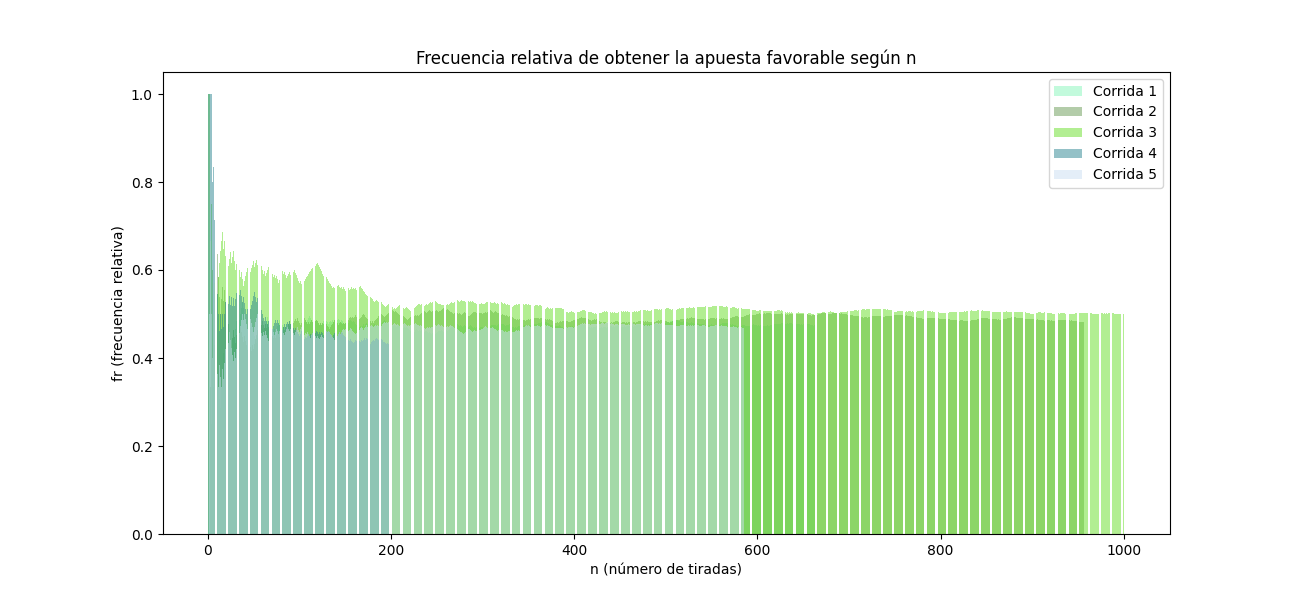 Frecuencia relativa de obtener la apuesta favorable según n
1.0
0.8
0.6
0.4
0.2
0.0
fr (frecuencia relativa)
Corrida 1
Corrida 2
Corrida 3
Corrida 4
Corrida 5
0
200
400
600
800
1000
n (número de tiradas)